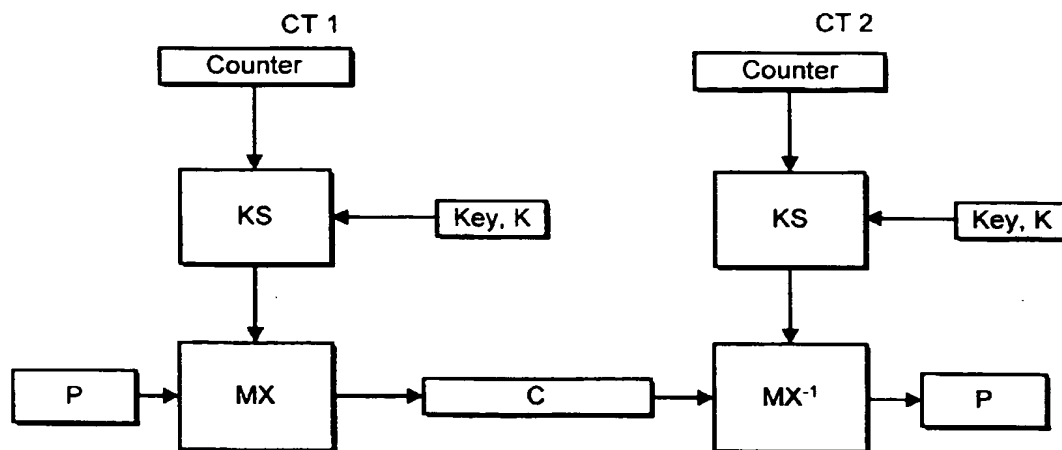 CT 1
CT 2
Counter
Counter
KS
Key, K
KS
Key, K
P
MX
C
MX⁻¹
P